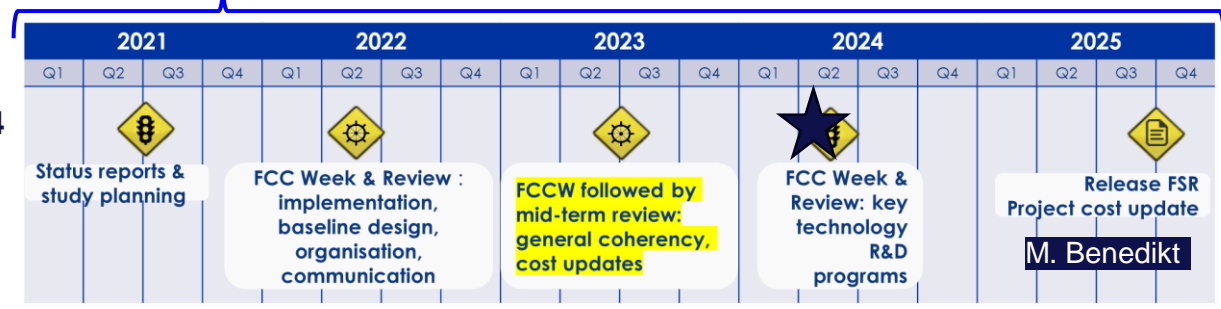 2021 2022 2023 2024 2025
Q1 Q2 Q3 Q4 Q1 Q2 Q3 Q4 Q1 Q2 Q3 Q4 Q1 Q2 Q3 Q4 Q1 Q2 Q3 Q4
4
Status reports &
study planning
FCC Week & Review :
implementation,
baseline design,
organisation,
communication
FCCW followed by
mid-term review:
general coherency,
cost updates
FCC Week &
Review: key
technology
R&D
programs
Release FSR
Project cost update
M. Benedikt